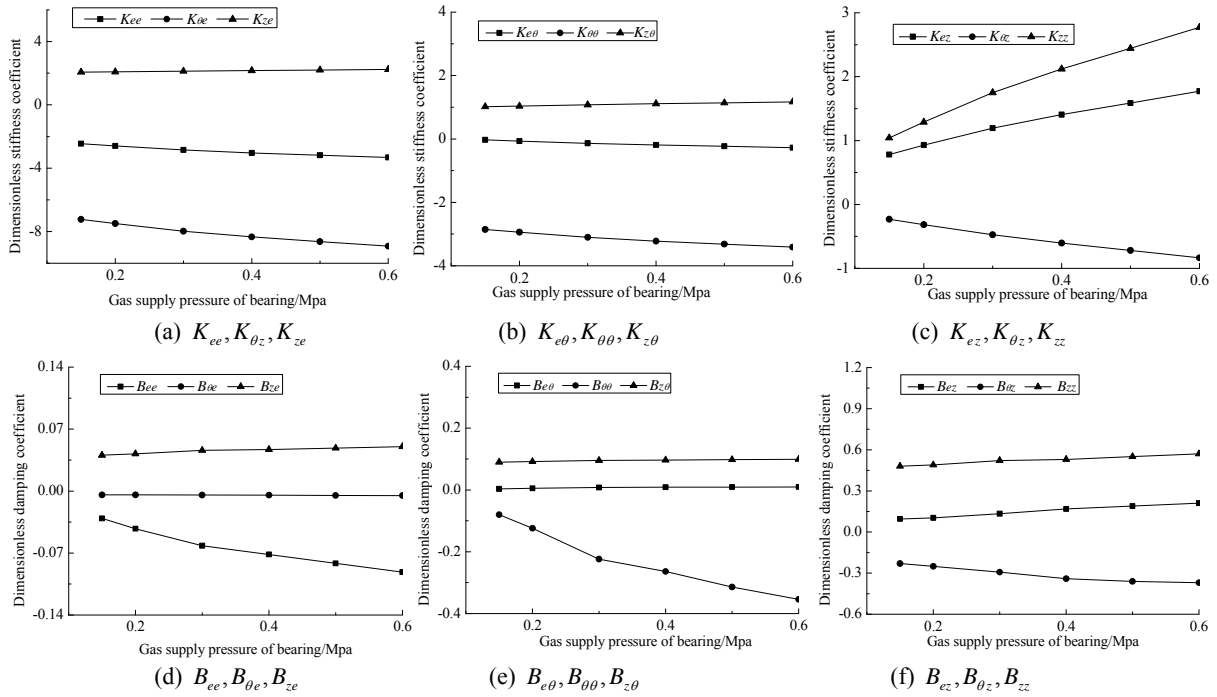 Kee Kθe Kze
Dimensionless stiffness coefficient
4
0
-4
-8
0.2 0.4 0.6
Gas supply pressure of bearing/Mpa
(a) Kee, Kθz, Kze
Keθ Kθθ Kzθ
Dimensionless stiffness coefficient
4
2
0
-2
-4
0.2 0.4 0.6
Gas supply pressure of bearing/Mpa
(b) Keθ, Kθθ, Kzθ
Kez Kθz Kzz
Dimensionless stiffness coefficient
3
2
1
0
-1
0.2 0.4 0.6
Gas supply pressure of bearing/Mpa
(c) Kez, Kθz, Kzz
Bee Bθe Bze
Dimensionless damping coefficient
0.14
0.07
0.00
-0.07
-0.14
0.2 0.4 0.6
Gas supply pressure of bearing/Mpa
(d) Bee, Bθe, Bze
Beθ Bθθ Bzθ
Dimensionless damping coefficient
0.4
0.2
0.0
-0.2
-0.4
0.2 0.4 0.6
Gas supply pressure of bearing/Mpa
(e) Beθ, Bθθ, Bzθ
Bez Bθz Bzz
Dimensionless damping coefficient
1.2
0.9
0.6
0.3
0.0
-0.3
-0.6
0.2 0.4 0.6
Gas supply pressure of bearing/Mpa
(f) Bez, Bθz, Bzz